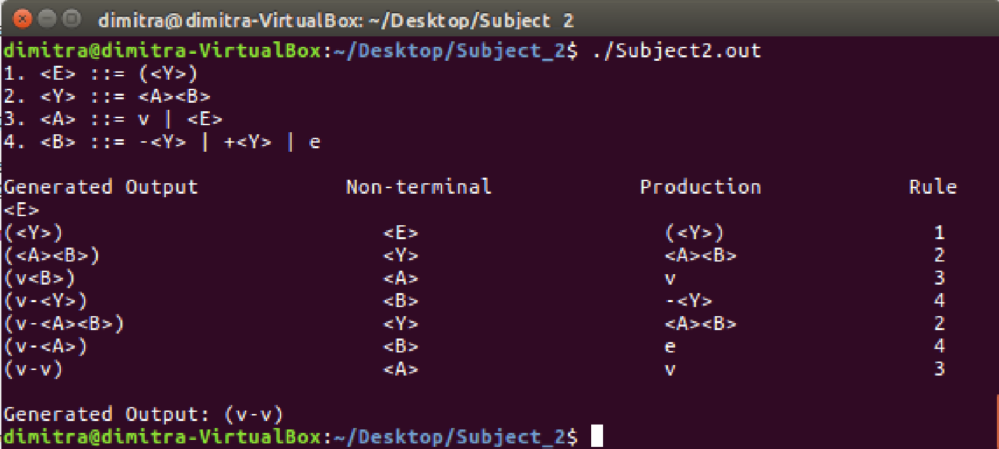 dimitra@dimitra-VirtualBox: ~/Desktop/Subject 2
dimitra@dimitra-VirtualBox:~/Desktop/Subject_2$ ./Subject2.out
1. <E> ::= (<Y>)
2. <Y> ::= <A><B>
3. <A> ::= v | <E>
4. <B> ::= -<Y> | +<Y> | e
Generated Output Non-terminal Production Rule
<E>
(<Y>) <E> (<Y>) 1
(<A><B>) <Y> <A><B> 2
(v<B>) <A> v 3
(v-<Y>) <B> -<Y> 4
(v-<A><B>) <Y> <A><B> 2
(v-<A>) <B> e 4
(v-v) <A> v 3
Generated Output: (v-v)
dimitra@dimitra-VirtualBox:~/Desktop/Subject_2$